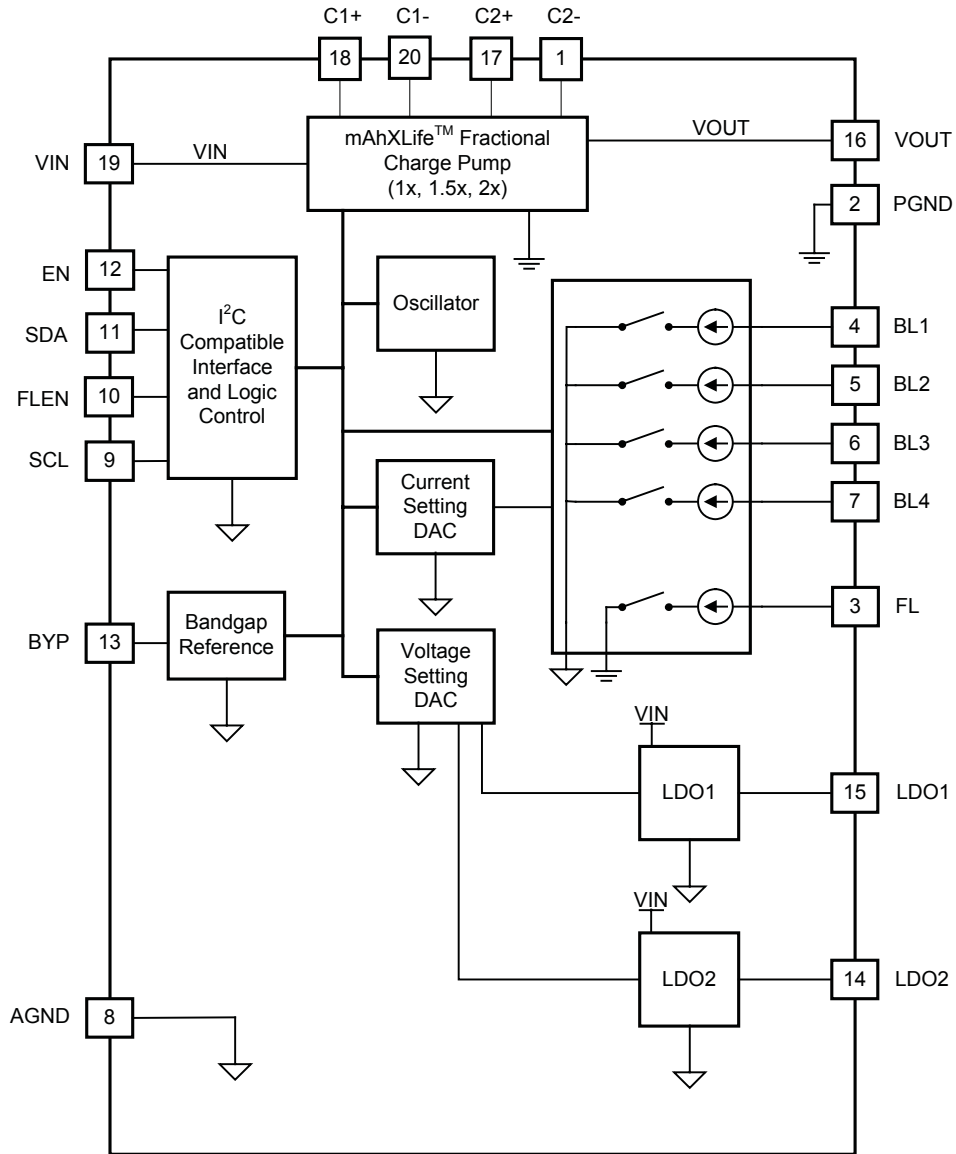 C1+ C1- C2+ C2-
18 20 17 1
mAhXLife™ Fractional
Charge Pump
(1x, 1.5x, 2x)
VIN 19 VIN
VOUT 16 VOUT
2 PGND
EN 12
SDA 11
FLEN 10
SCL 9
I²C
Compatible
Interface
and Logic
Control
Oscillator
4 BL1
5 BL2
6 BL3
7 BL4
3 FL
Current
Setting
DAC
BYP 13
Bandgap
Reference
Voltage
Setting
DAC
VIN
LDO1
15 LDO1
VIN
LDO2
14 LDO2
AGND 8